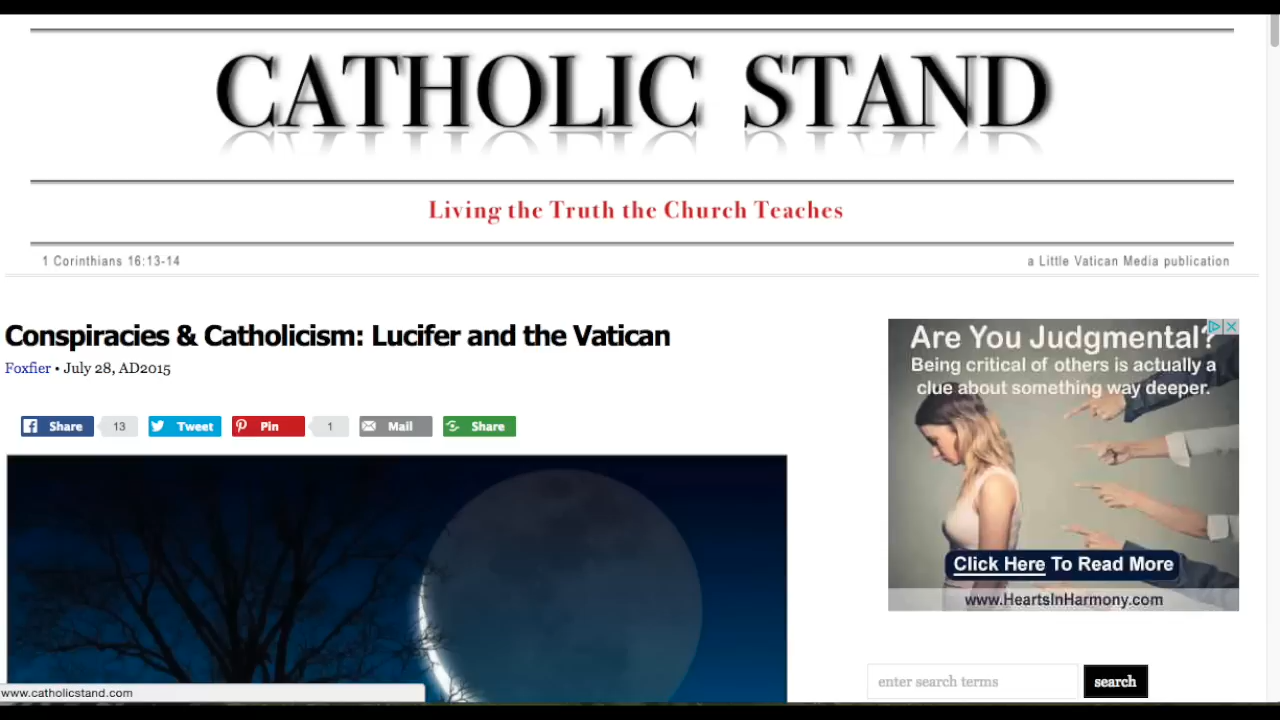 CATHOLIC STAND
Living the Truth the Church Teaches
1 Corinthians 16:13-14
a Little Vatican Media publication
Conspiracies & Catholicism: Lucifer and the Vatican
Foxfier • July 28, AD2015
Share 13 Tweet Pin 1 Mail Share
Are You Judgmental?
Being critical of others is actually a
clue about something way deeper.
Click Here To Read More
www.HeartsInHarmony.com
enter search terms search
www.catholicstand.com